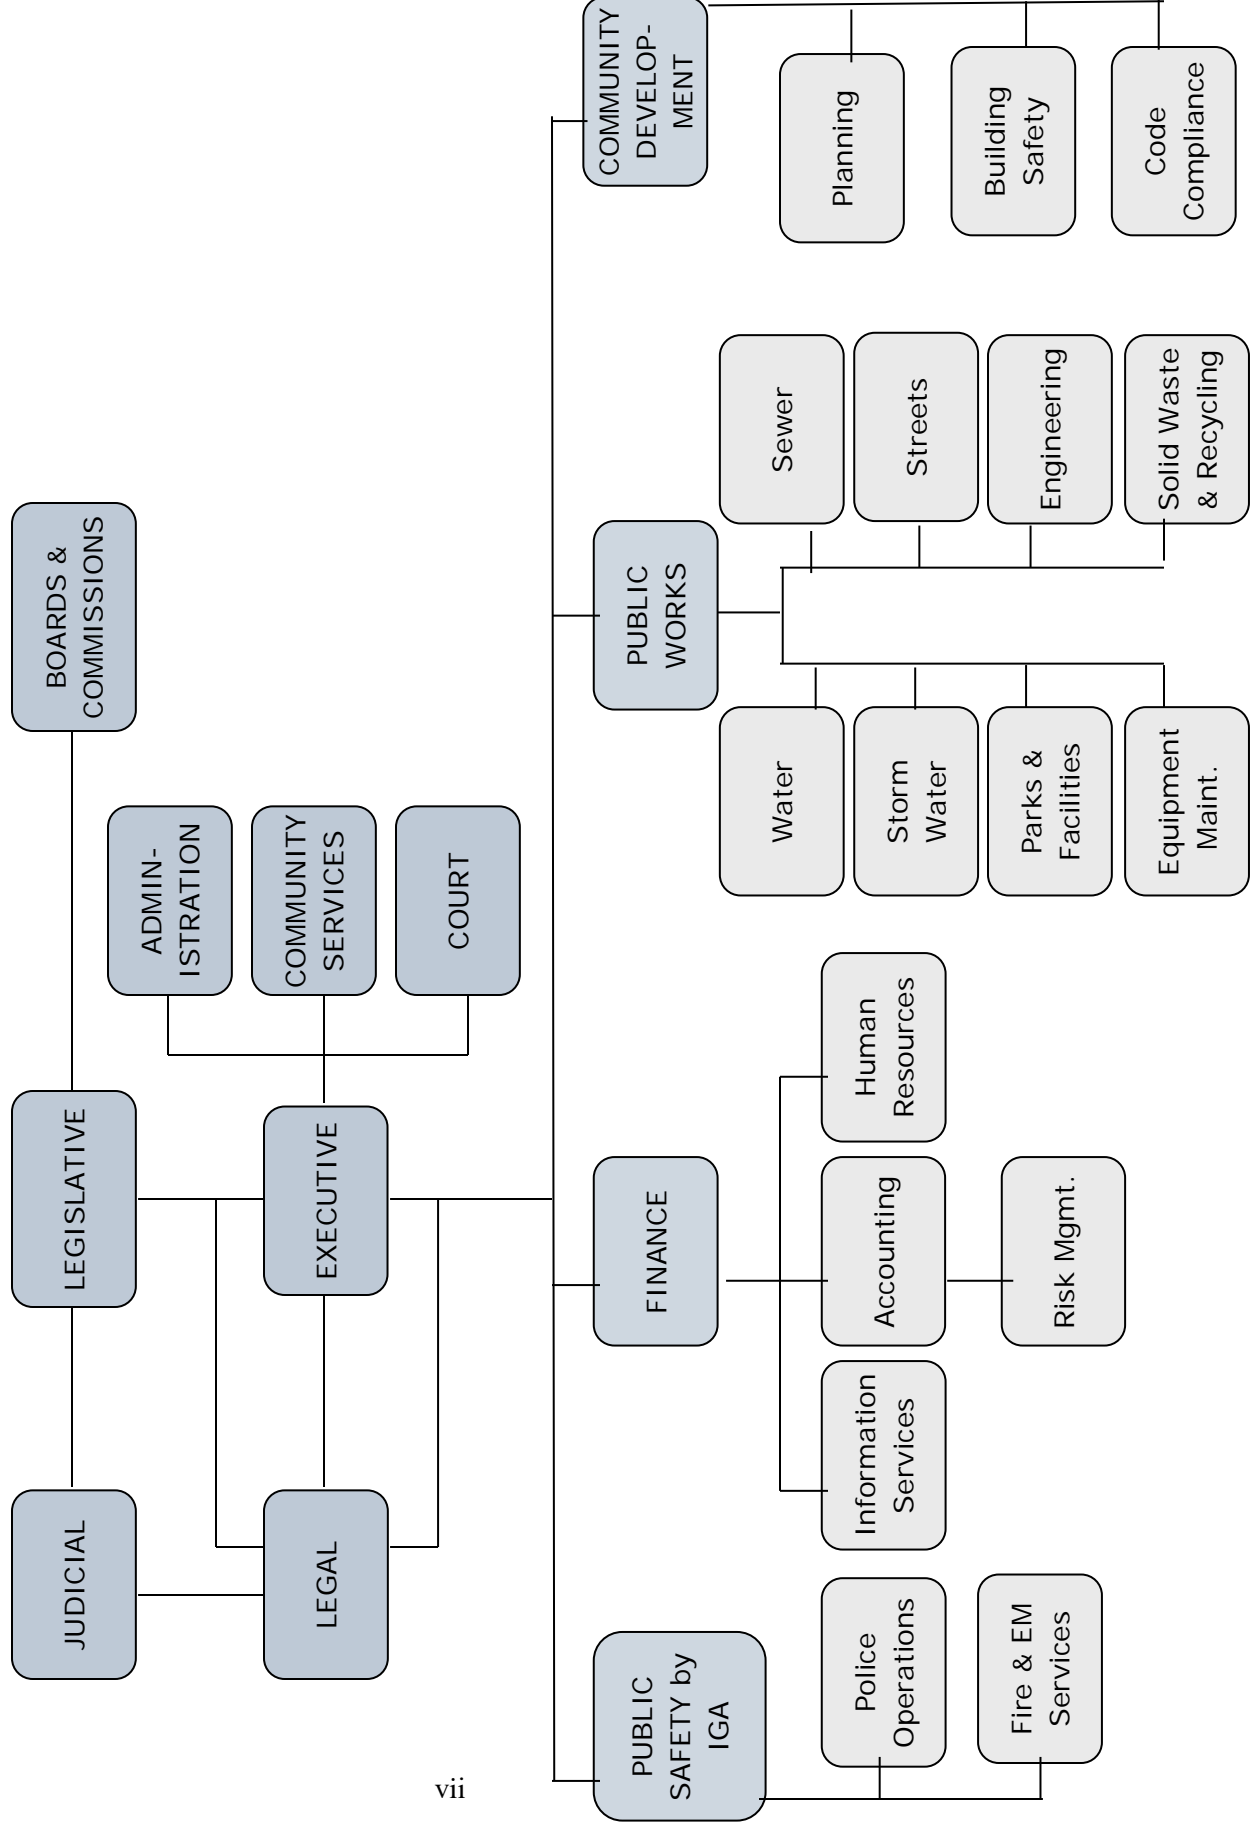 JUDICIAL
LEGISLATIVE
BOARDS &
COMMISSIONS
ADMIN-
ISTRATION
LEGAL
EXECUTIVE
COMMUNITY
SERVICES
COURT
PUBLIC
SAFETY by
IGA
FINANCE
PUBLIC
WORKS
COMMUNITY
DEVELOP-
MENT
Police
Operations
Fire & EM
Services
Information
Services
Accounting
Human
Resources
Risk Mgmt.
Water
Storm
Water
Parks &
Facilities
Equipment
Maint.
Sewer
Streets
Engineering
Solid Waste
& Recycling
Planning
Building
Safety
Code
Compliance
vii